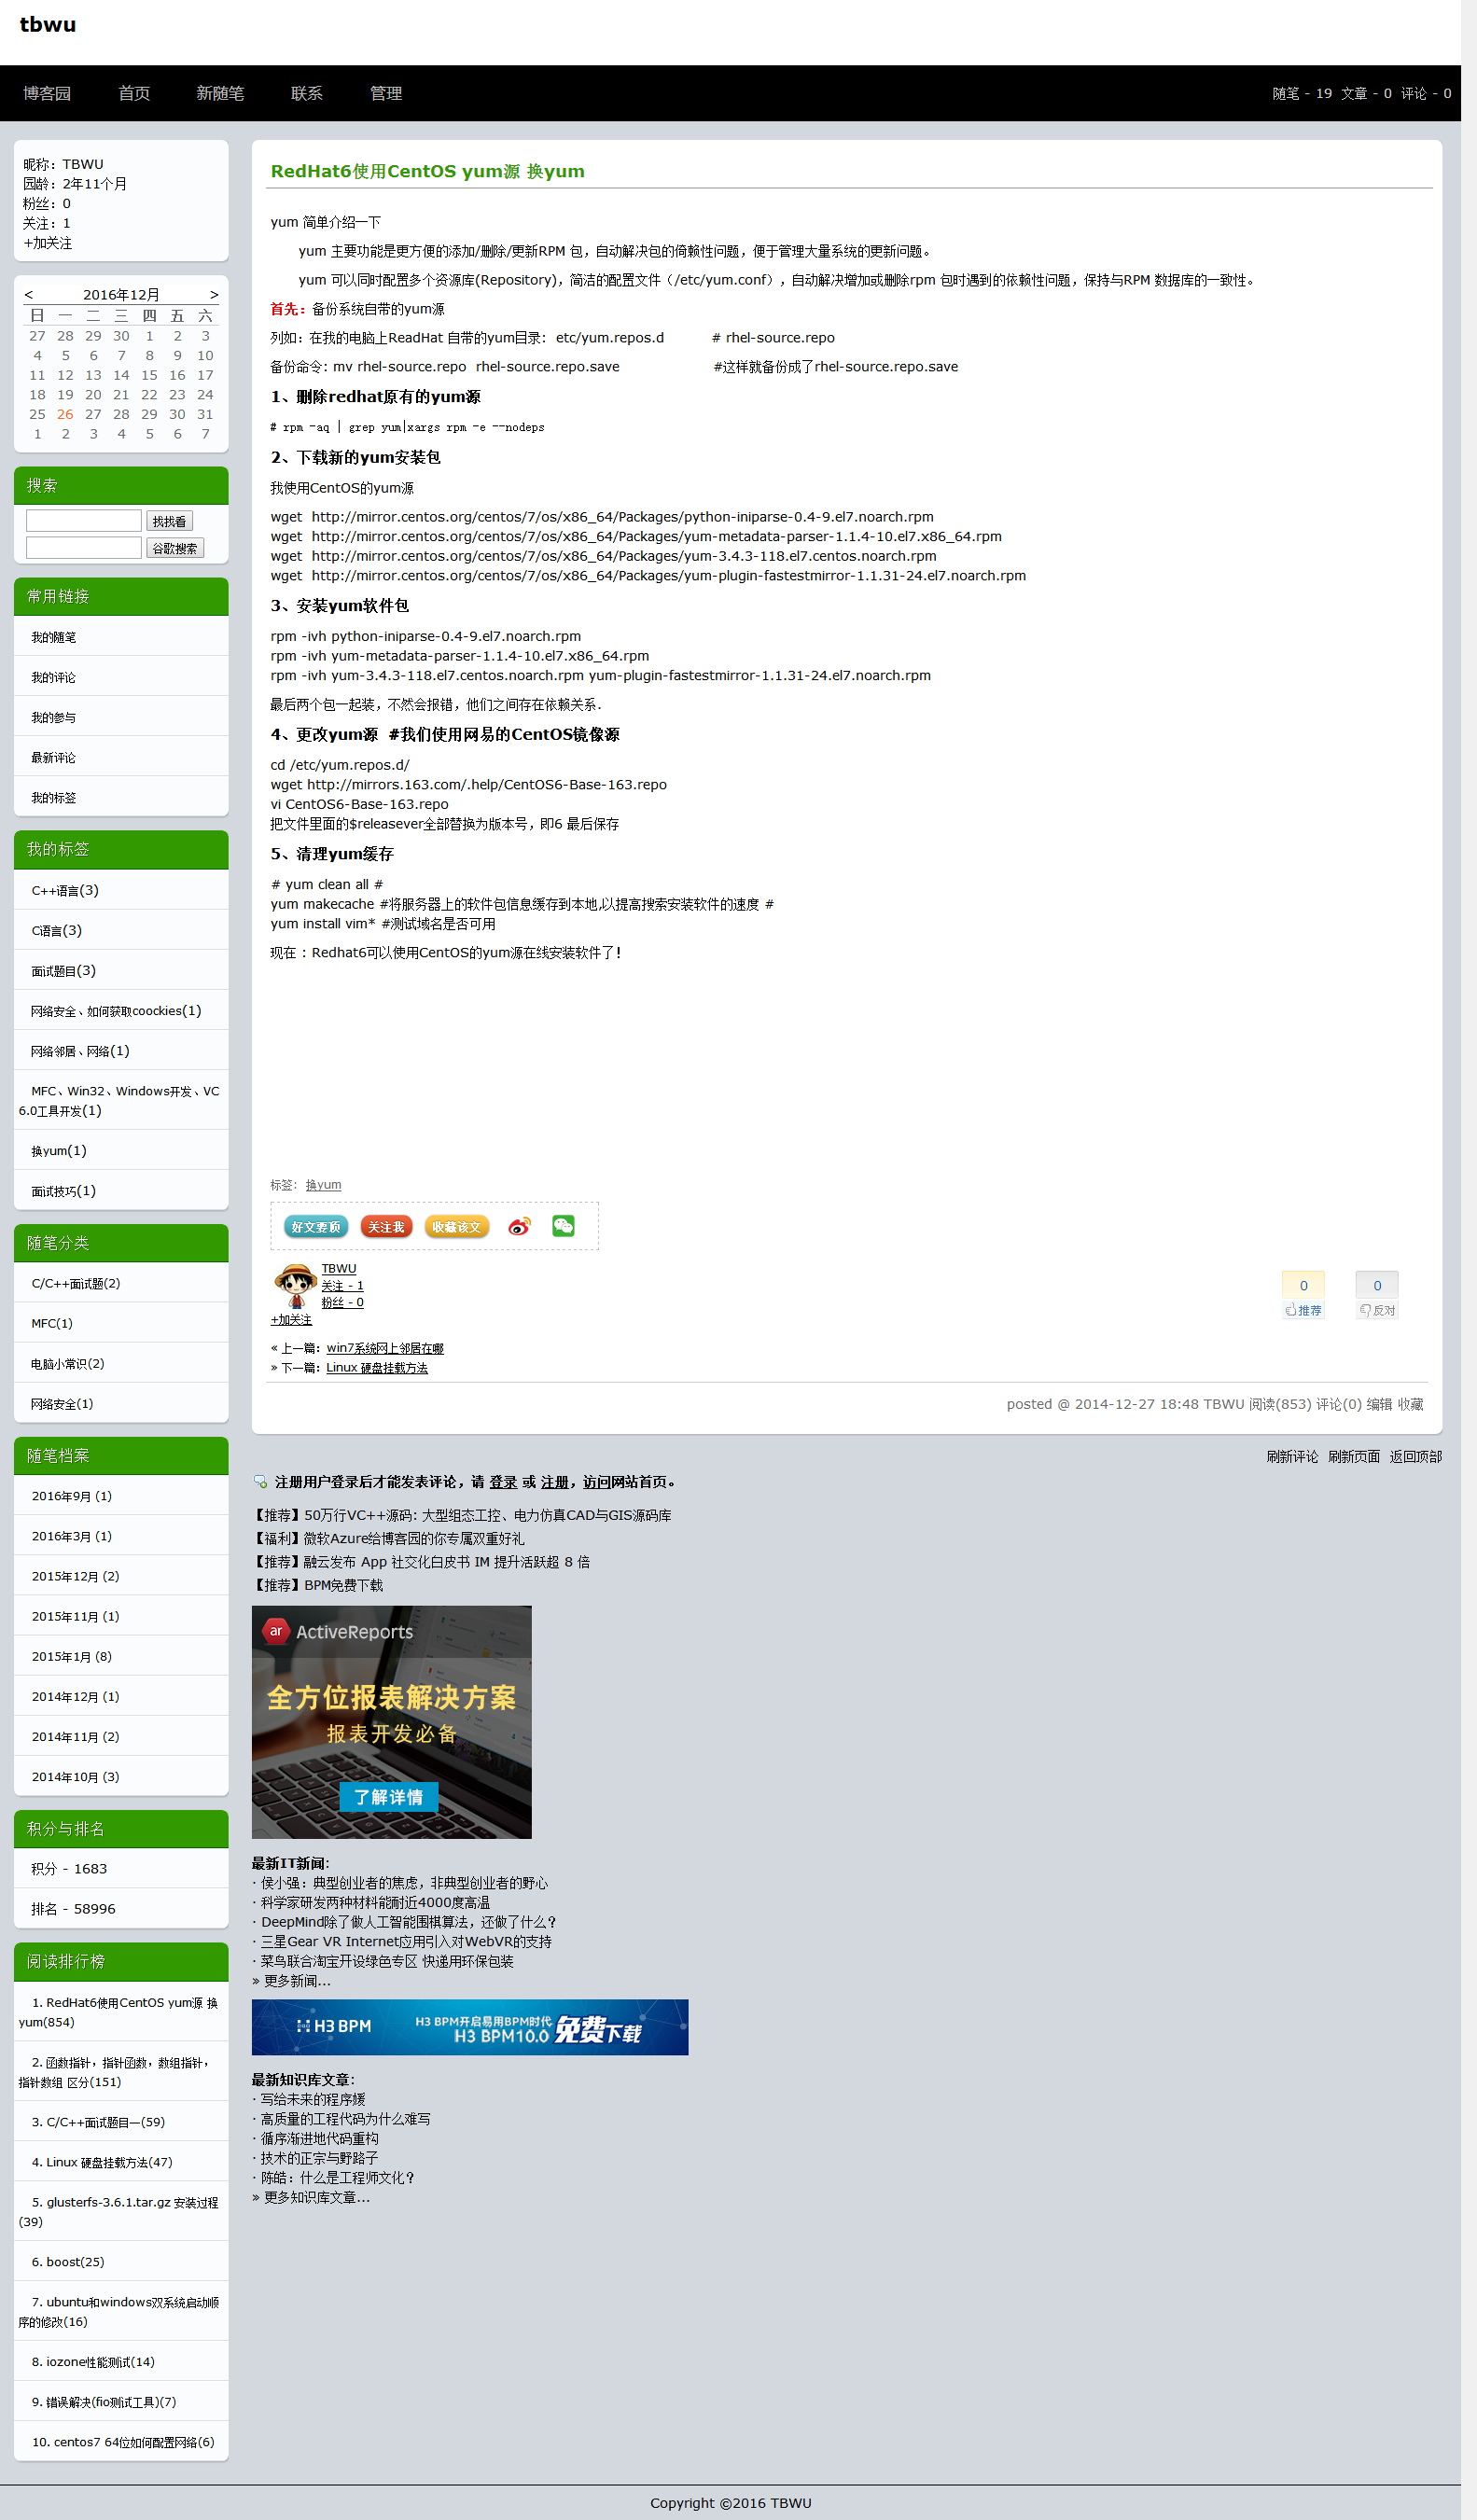 tbwu
博客园 首页 新随笔 联系 管理 随笔 - 19 文章 - 0 评论 - 0
昵称：TBWU
园龄：2年11个月
粉丝：0
关注：1
+加关注
< 2016年12月 >
日 一 二 三 四 五 六
27 28 29 30 1 2 3
4 5 6 7 8 9 10
11 12 13 14 15 16 17
18 19 20 21 22 23 24
25 26 27 28 29 30 31
1 2 3 4 5 6 7
搜索
找找看
谷歌搜索
常用链接
我的随笔
我的评论
我的参与
最新评论
我的标签
我的标签
C++语言(3)
C语言(3)
面试题目(3)
网络安全、如何获取coockies(1)
网络邻居、网络(1)
MFC、Win32、Windows开发、VC
6.0工具开发(1)
换yum(1)
面试技巧(1)
随笔分类
C/C++面试题(2)
MFC(1)
电脑小常识(2)
网络安全(1)
随笔档案
2016年9月 (1)
2016年3月 (1)
2015年12月 (2)
2015年11月 (1)
2015年1月 (8)
2014年12月 (1)
2014年11月 (2)
2014年10月 (3)
积分与排名
积分 - 1683
排名 - 58996
阅读排行榜
1. RedHat6使用CentOS yum源 换
yum(854)
2. 函数指针，指针函数，数组指针，
指针数组 区分(151)
3. C/C++面试题目一(59)
4. Linux 硬盘挂载方法(47)
5. glusterfs-3.6.1.tar.gz 安装过程
(39)
6. boost(25)
7. ubuntu和windows双系统启动顺
序的修改(16)
8. iozone性能测试(14)
9. 错误解决(fio测试工具)(7)
10. centos7 64位如何配置网络(6)
RedHat6使用CentOS yum源 换yum
yum 简单介绍一下
yum 主要功能是更方便的添加/删除/更新RPM 包，自动解决包的倚赖性问题，便于管理大量系统的更新问题。
yum 可以同时配置多个资源库(Repository)，简洁的配置文件（/etc/yum.conf），自动解决增加或删除rpm 包时遇到的依赖性问题，保持与RPM 数据库的一致性。
首先：备份系统自带的yum源
列如：在我的电脑上ReadHat 自带的yum目录：etc/yum.repos.d # rhel-source.repo
备份命令: mv rhel-source.repo rhel-source.repo.save #这样就备份成了rhel-source.repo.save
1、删除redhat原有的yum源
# rpm -aq | grep yum|xargs rpm -e --nodeps
2、下载新的yum安装包
我使用CentOS的yum源
wget http://mirror.centos.org/centos/7/os/x86_64/Packages/python-iniparse-0.4-9.el7.noarch.rpm
wget http://mirror.centos.org/centos/7/os/x86_64/Packages/yum-metadata-parser-1.1.4-10.el7.x86_64.rpm
wget http://mirror.centos.org/centos/7/os/x86_64/Packages/yum-3.4.3-118.el7.centos.noarch.rpm
wget http://mirror.centos.org/centos/7/os/x86_64/Packages/yum-plugin-fastestmirror-1.1.31-24.el7.noarch.rpm
3、安装yum软件包
rpm -ivh python-iniparse-0.4-9.el7.noarch.rpm
rpm -ivh yum-metadata-parser-1.1.4-10.el7.x86_64.rpm
rpm -ivh yum-3.4.3-118.el7.centos.noarch.rpm yum-plugin-fastestmirror-1.1.31-24.el7.noarch.rpm
最后两个包一起装，不然会报错，他们之间存在依赖关系.
4、更改yum源 #我们使用网易的CentOS镜像源
cd /etc/yum.repos.d/
wget http://mirrors.163.com/.help/CentOS6-Base-163.repo
vi CentOS6-Base-163.repo
把文件里面的$releasever全部替换为版本号，即6 最后保存
5、清理yum缓存
# yum clean all #
yum makecache #将服务器上的软件包信息缓存到本地,以提高搜索安装软件的速度 #
yum install vim* #测试域名是否可用
现在 : Redhat6可以使用CentOS的yum源在线安装软件了！
标签：换yum
好文要顶 关注我 收藏该文
TBWU
关注 - 1
粉丝 - 0
+加关注
0 0
推荐 反对
« 上一篇：win7系统网上邻居在哪
» 下一篇：Linux 硬盘挂载方法
posted @ 2014-12-27 18:48 TBWU 阅读(853) 评论(0) 编辑 收藏
刷新评论 刷新页面 返回顶部
注册用户登录后才能发表评论，请 登录 或 注册，访问网站首页。
【推荐】50万行VC++源码: 大型组态工控、电力仿真CAD与GIS源码库
【福利】微软Azure给博客园的你专属双重好礼
【推荐】融云发布 App 社交化白皮书 IM 提升活跃超 8 倍
【推荐】BPM免费下载
ar ActiveReports
全方位报表解决方案
报表开发必备
了解详情
最新IT新闻:
· 侯小强：典型创业者的焦虑，非典型创业者的野心
· 科学家研发两种材料能耐近4000度高温
· DeepMind除了做人工智能围棋算法，还做了什么？
· 三星Gear VR Internet应用引入对WebVR的支持
· 菜鸟联合淘宝开设绿色专区 快递用环保包装
» 更多新闻...
H3 BPM H3 BPM开启易用BPM时代
H3 BPM10.0 免费下载
最新知识库文章:
· 写给未来的程序媛
· 高质量的工程代码为什么难写
· 循序渐进地代码重构
· 技术的正宗与野路子
· 陈皓：什么是工程师文化？
» 更多知识库文章...
Copyright ©2016 TBWU